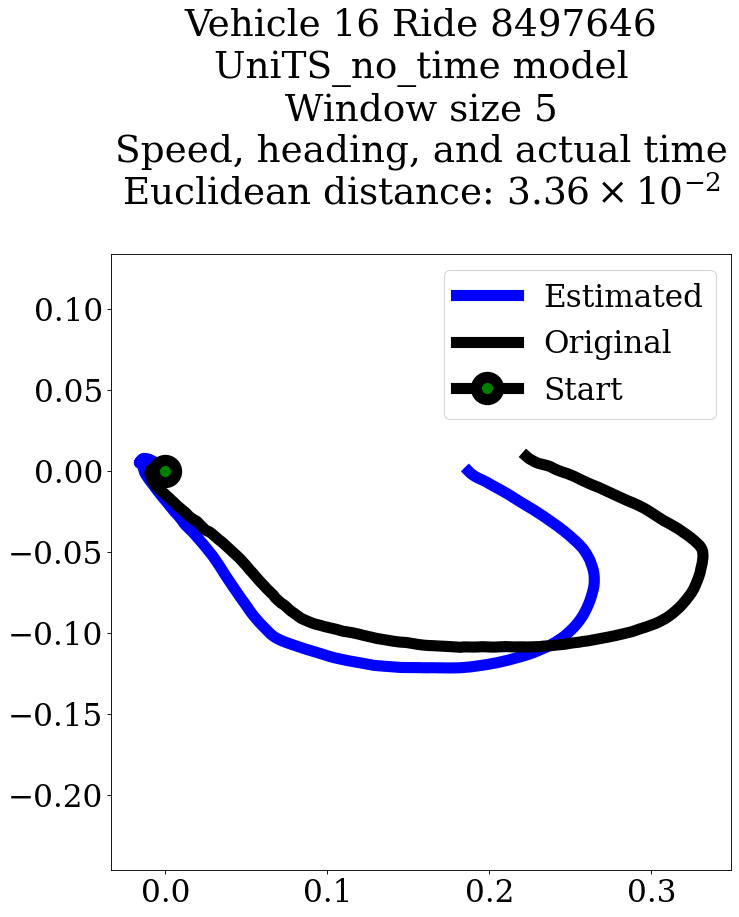 Vehicle 16 Ride 8497646
UniTS_no_time model
Window size 5
Speed, heading, and actual time
Euclidean distance: 3.36 × 10⁻²
Estimated
Original
Start
0.10
0.05
0.00
−0.05
−0.10
−0.15
−0.20
0.0 0.1 0.2 0.3